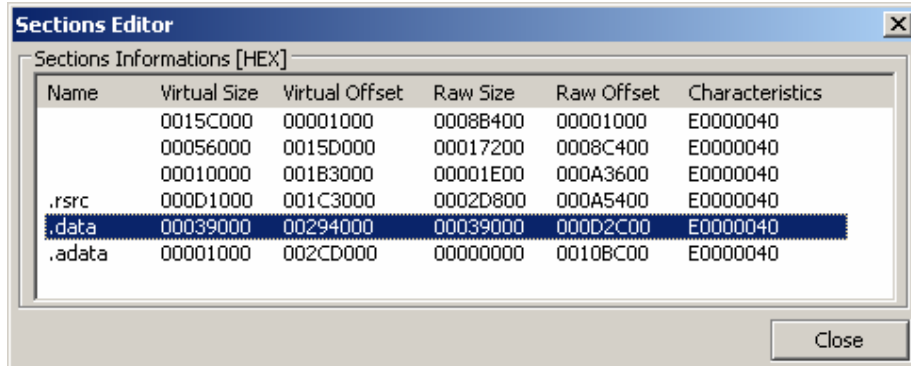 Sections Editor
Sections Informations [HEX]
Name Virtual Size Virtual Offset Raw Size Raw Offset Characteristics
0015C000 00001000 0008B400 00001000 E0000040
00056000 0015D000 00017200 0008C400 E0000040
00010000 001B3000 00001E00 000A3600 E0000040
.rsrc 000D1000 001C3000 0002D800 000A5400 E0000040
.data 00039000 00294000 00039000 000D2C00 E0000040
.adata 00001000 002CD000 00000000 0010BC00 E0000040
Close